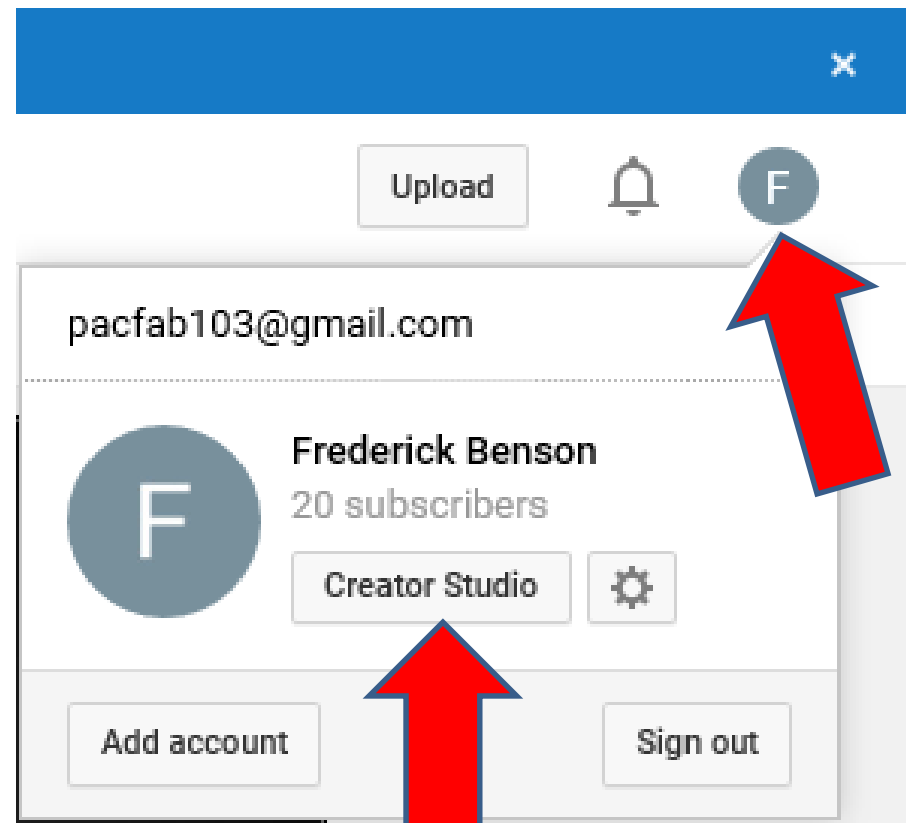 ×
Upload
F
pacfab103@gmail.com
F
Frederick Benson
20 subscribers
Creator Studio
Add account
Sign out